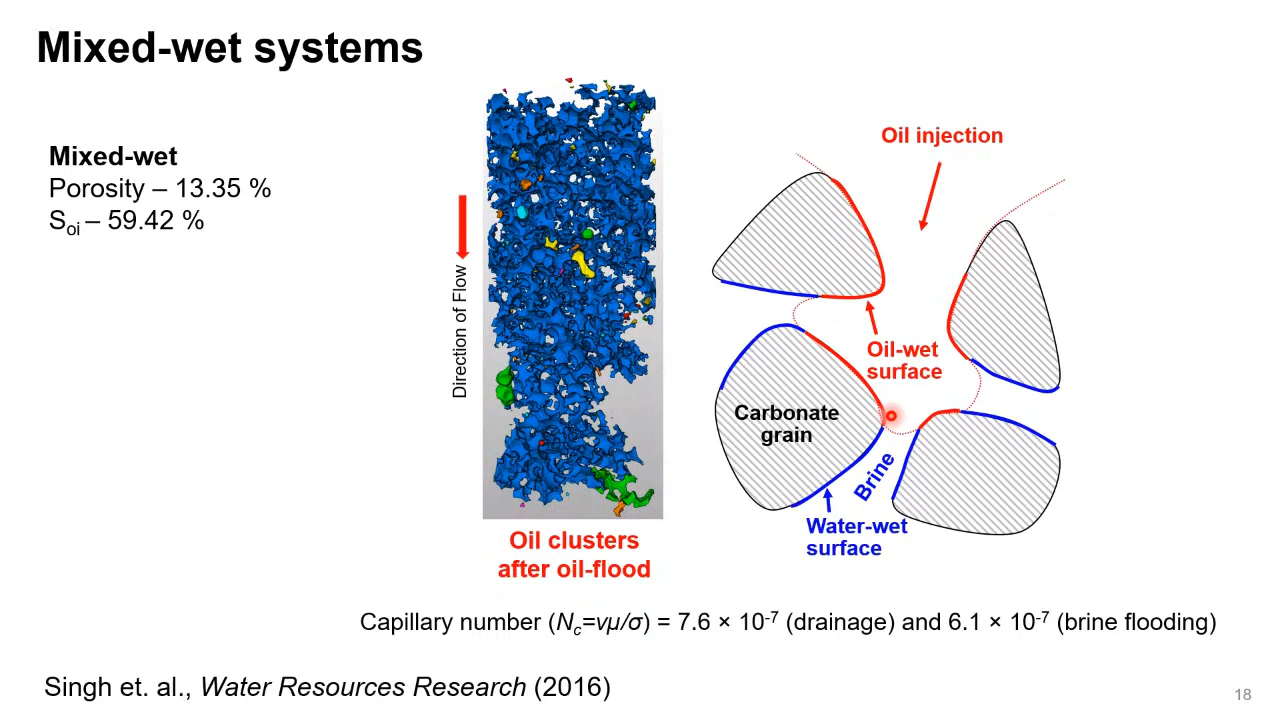 Mixed-wet systems
Mixed-wet
Porosity – 13.35 %
Soi – 59.42 %
Direction of Flow
Oil clusters
after oil-flood
Oil injection
Oil-wet
surface
Carbonate
grain
Brine
Water-wet
surface
Capillary number (Nc=vμ/σ) = 7.6 × 10-7 (drainage) and 6.1 × 10-7 (brine flooding)
Singh et. al., Water Resources Research (2016)
18